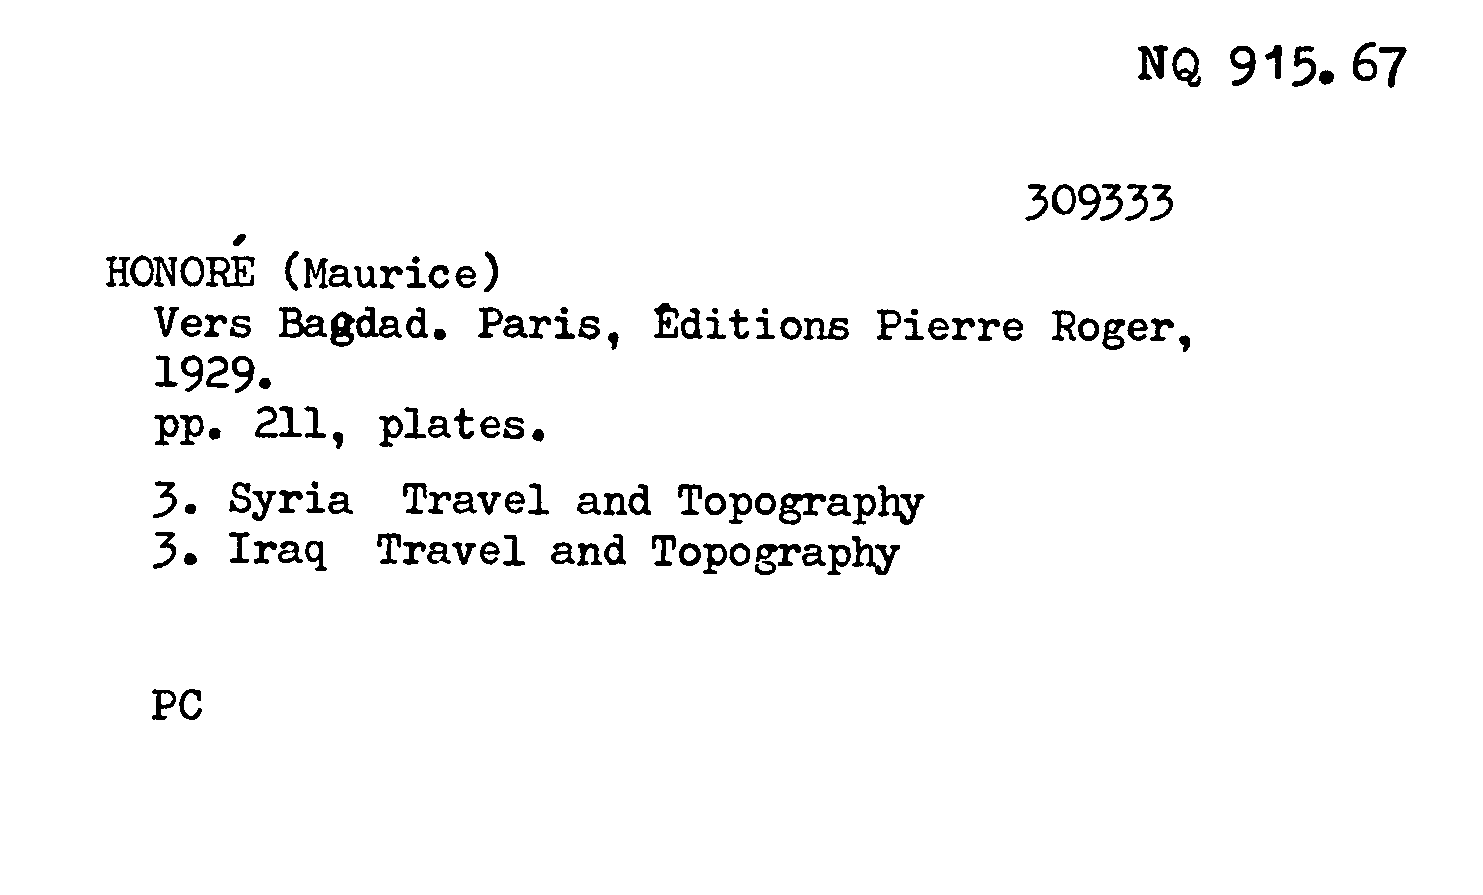 NQ 915.67
309333
HONORÉ (Maurice)
Vers Bagdad. Paris, Éditions Pierre Roger,
1929.
pp. 211, plates.
3. Syria Travel and Topography
3. Iraq Travel and Topography
PC